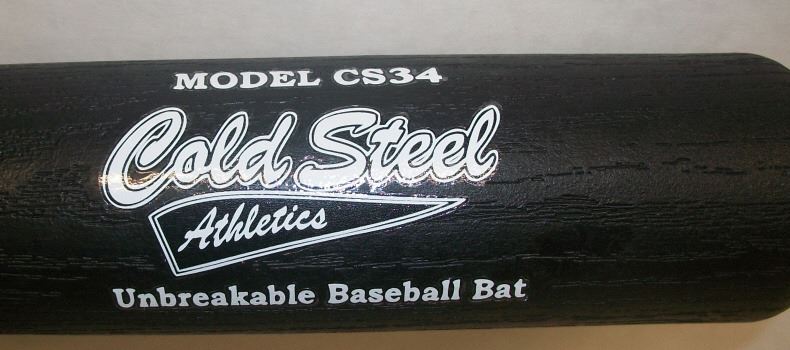 MODEL CS34
Cold Steel
Athletics
Unbreakable Baseball Bat